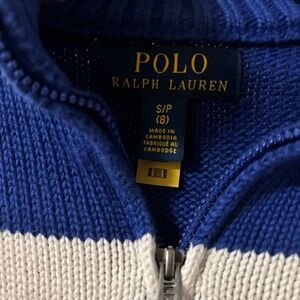 POLO
RALPH LAUREN
S/P
(8)
MADE IN
CAMBODIA
FABRIQUÉ AU
CAMBODGE